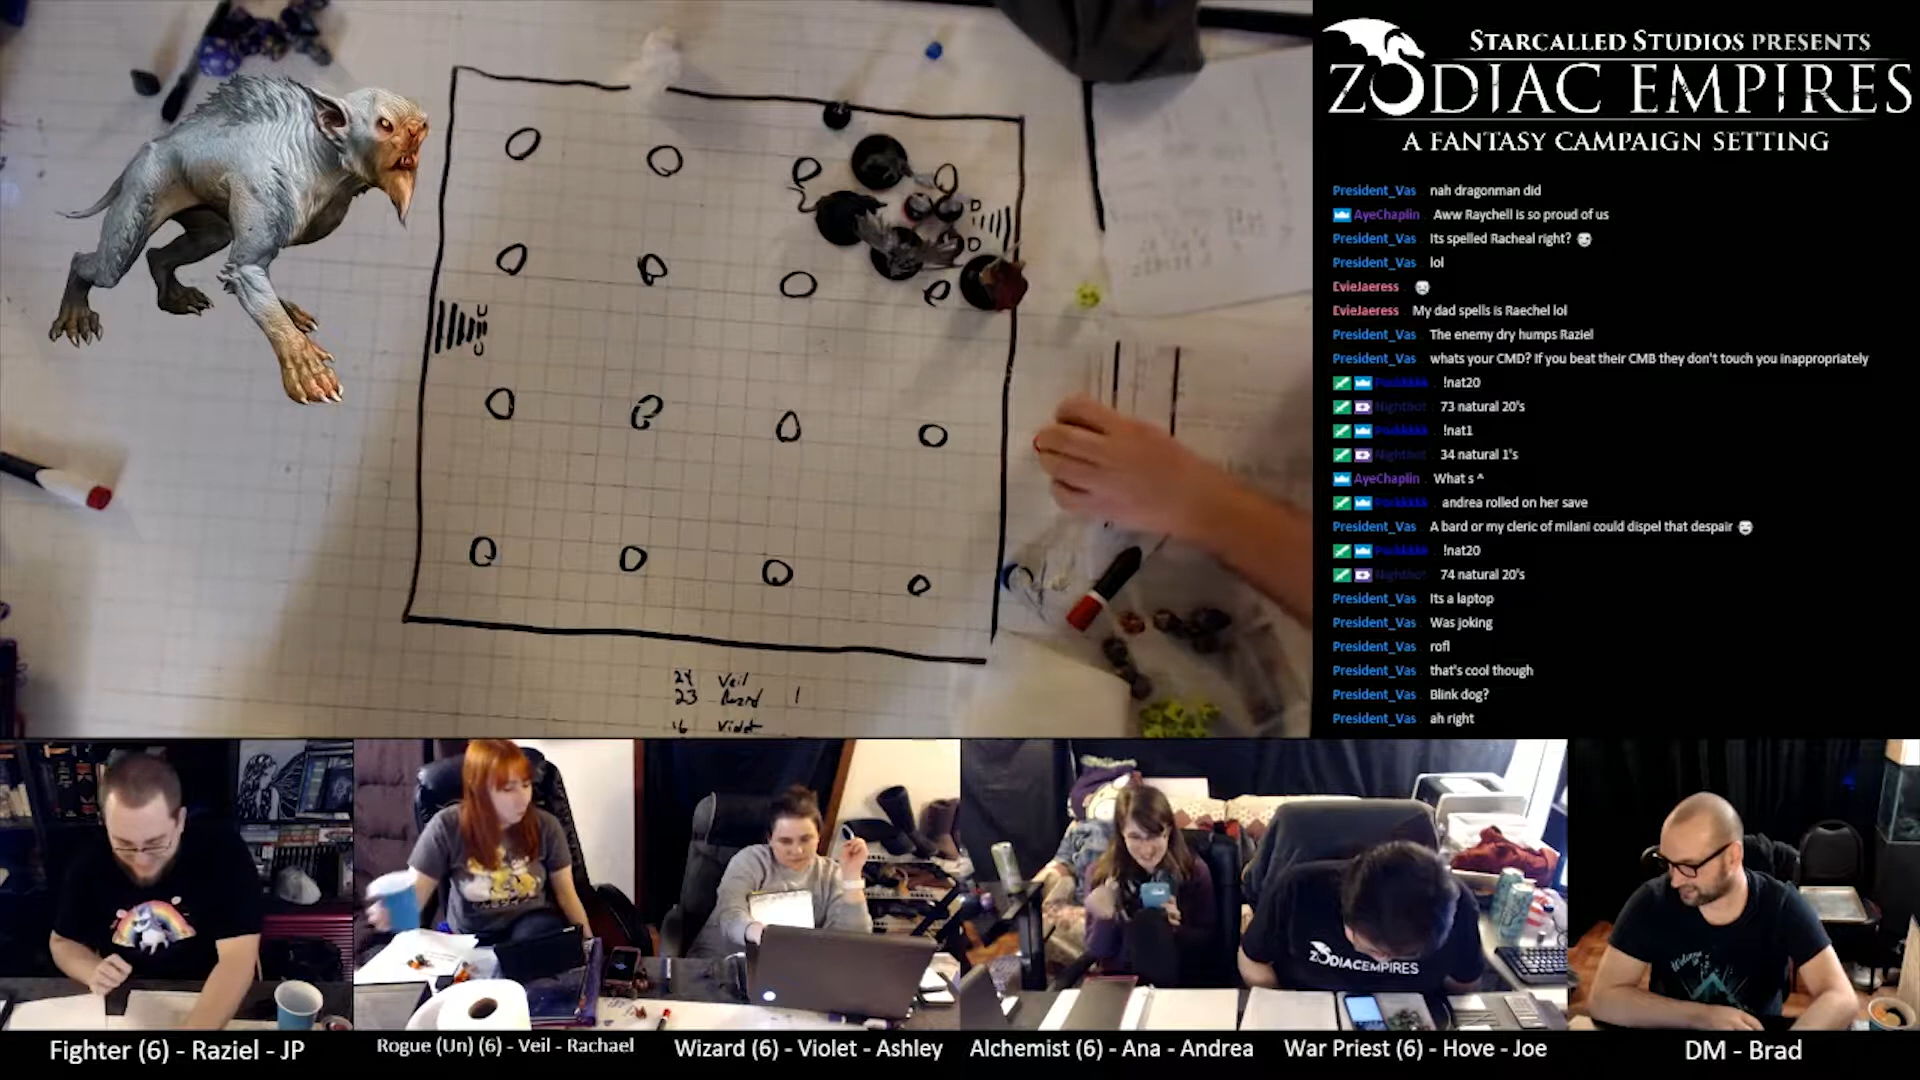 STARCALLED STUDIOS PRESENTS
ZODIAC EMPIRES
A FANTASY CAMPAIGN SETTING
President_Vas nah dragonman did
AyeChaplin Aww Raychell is so proud of us
President_Vas Its spelled Racheal right?
President_Vas lol
EvieJaeress
EvieJaeress My dad spells is Raechel lol
President_Vas The enemy dry humps Raziel
President_Vas whats your CMD? If you beat their CMB they don't touch you inappropriately
!nat20
Nightbot 73 natural 20's
!nat1
Nightbot 34 natural 1's
AyeChaplin What s ^
andrea rolled on her save
President_Vas A bard or my cleric of milani could dispel that despair
!nat20
Nightbot 74 natural 20's
President_Vas Its a laptop
President_Vas Was joking
President_Vas rofl
President_Vas that's cool though
President_Vas Blink dog?
President_Vas ah right
24 Veil
23
16 Violet
ZODIACEMPIRES
Fighter (6) - Raziel - JP
Rogue (Un) (6) - Veil - Rachael
Wizard (6) - Violet - Ashley
Alchemist (6) - Ana - Andrea
War Priest (6) - Hove - Joe
DM - Brad